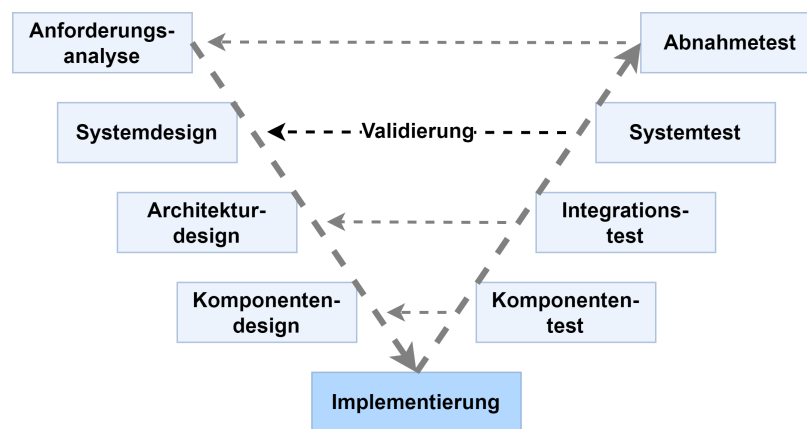 Anforderungs-
analyse
Abnahmetest
Systemdesign
Validierung
Systemtest
Architektur-
design
Integrations-
test
Komponenten-
design
Komponenten-
test
Implementierung